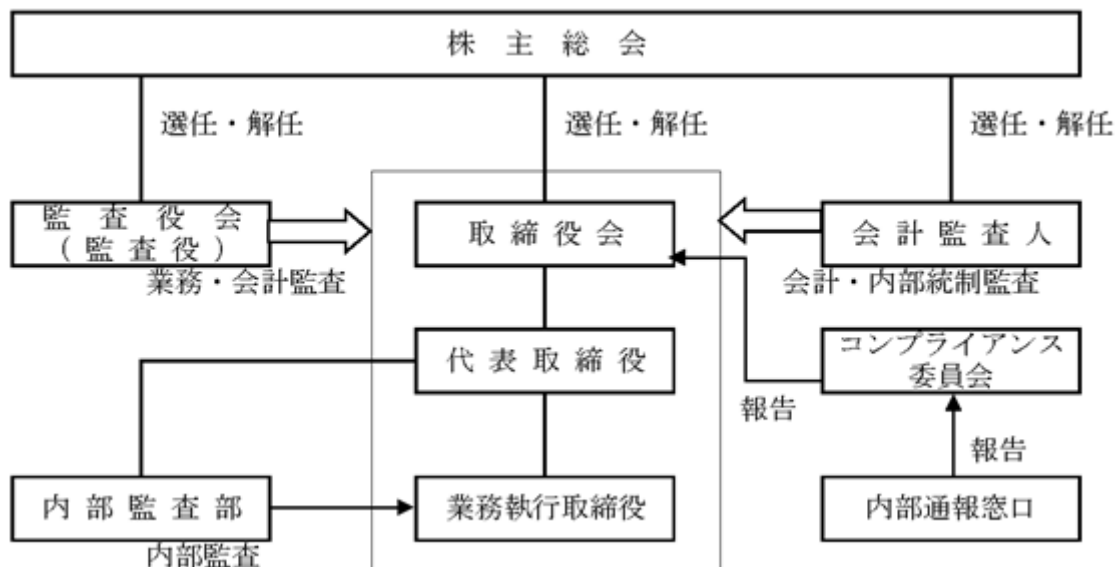 株主総会
選任・解任
選任・解任
選任・解任
監査役会
(監査役)
取締役会
会計監査人
業務・会計監査
会計・内部統制監査
代表取締役
コンプライアンス
委員会
報告
報告
内部監査部
業務執行取締役
内部通報窓口
内部監査